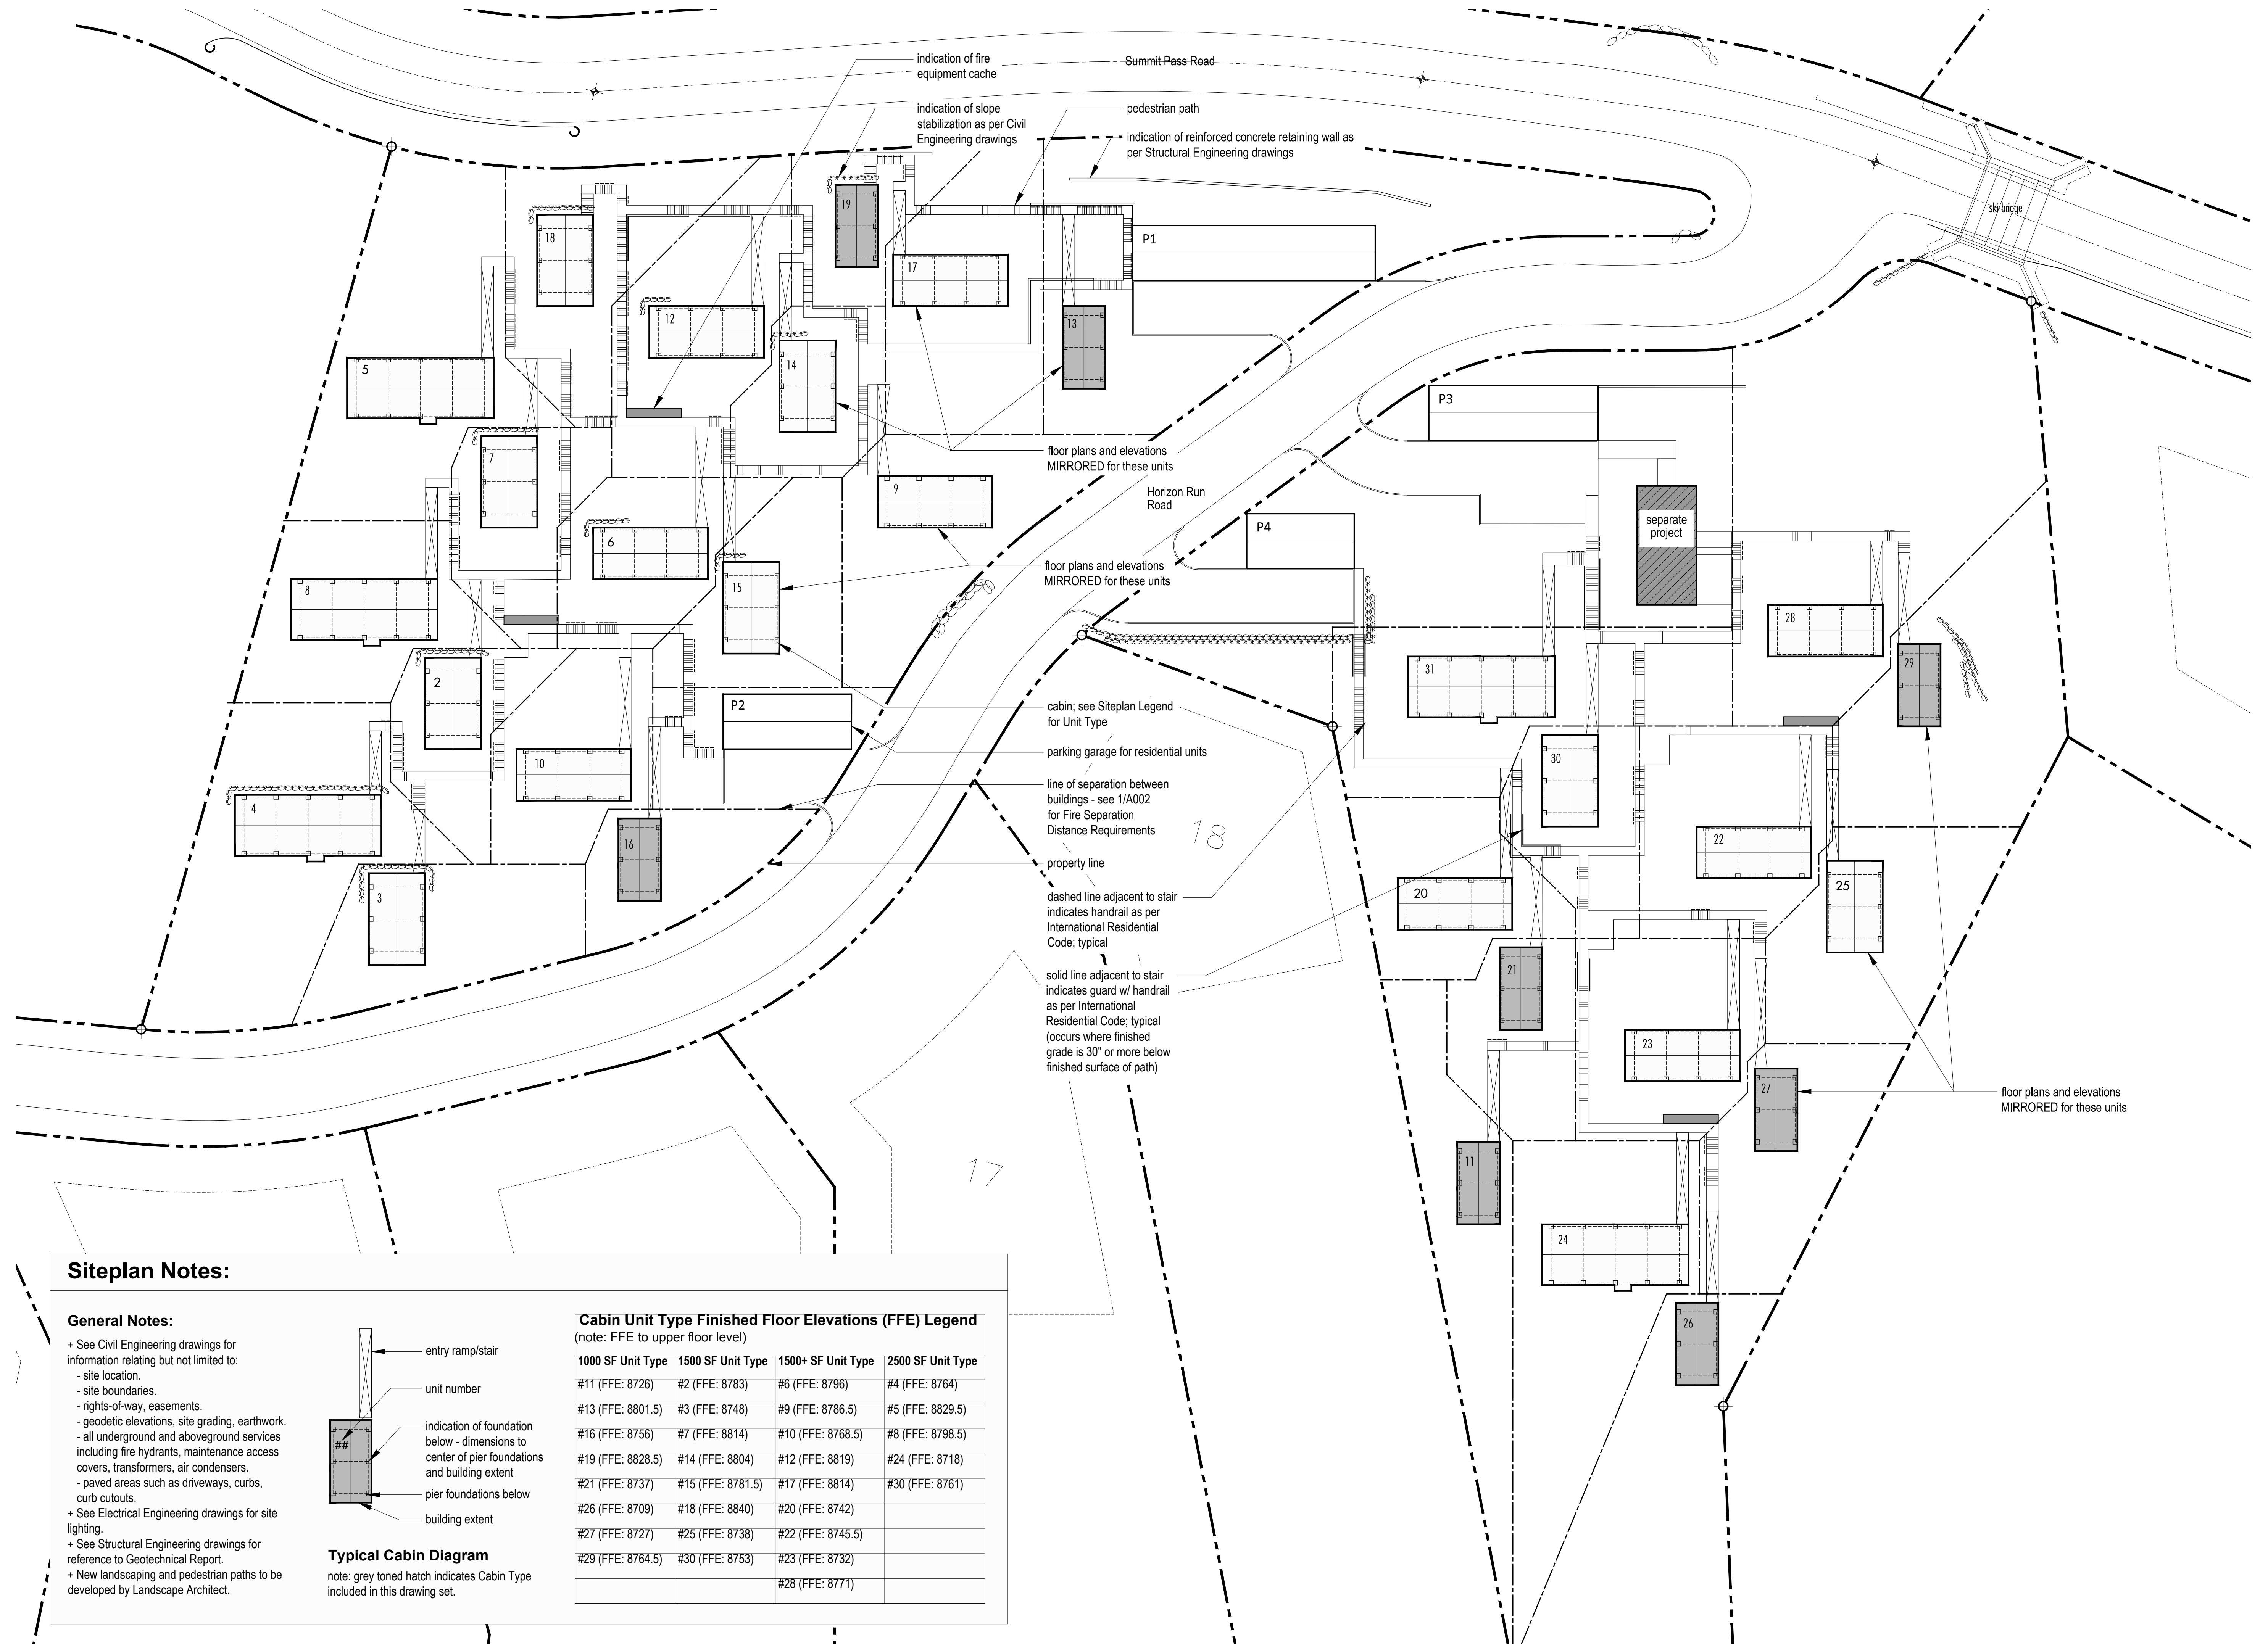 indication of fire
equipment cache
Summit Pass Road
indication of slope
stabilization as per Civil
Engineering drawings
pedestrian path
indication of reinforced concrete retaining wall as
per Structural Engineering drawings
ski bridge
19
18
17
P1
12
13
14
5
P3
7
floor plans and elevations
MIRRORED for these units
9
Horizon Run
Road
P4
separate
project
6
floor plans and elevations
MIRRORED for these units
15
8
28
31
29
2
P2
cabin; see Siteplan Legend
for Unit Type
parking garage for residential units
10
30
line of separation between
buildings - see 1/A002
for Fire Separation
Distance Requirements
4
18
16
22
property line
3
20
25
dashed line adjacent to stair
indicates handrail as per
International Residential
Code; typical
21
solid line adjacent to stair
indicates guard w/ handrail
as per International
Residential Code; typical
(occurs where finished
grade is 30" or more below
finished surface of path)
23
27
floor plans and elevations
MIRRORED for these units
17
11
24
26
Siteplan Notes:
General Notes:
+ See Civil Engineering drawings for
information relating but not limited to:
- site location.
- site boundaries.
- rights-of-way, easements.
- geodetic elevations, site grading, earthwork.
- all underground and aboveground services
including fire hydrants, maintenance access
covers, transformers, air condensers.
- paved areas such as driveways, curbs,
curb cutouts.
+ See Electrical Engineering drawings for site
lighting.
+ See Structural Engineering drawings for
reference to Geotechnical Report.
+ New landscaping and pedestrian paths to be
developed by Landscape Architect.
entry ramp/stair
unit number
##
indication of foundation
below - dimensions to
center of pier foundations
and building extent
pier foundations below
building extent
Typical Cabin Diagram
note: grey toned hatch indicates Cabin Type
included in this drawing set.
Cabin Unit Type Finished Floor Elevations (FFE) Legend
(note: FFE to upper floor level)
1000 SF Unit Type 1500 SF Unit Type 1500+ SF Unit Type 2500 SF Unit Type
#11 (FFE: 8726) #2 (FFE: 8783) #6 (FFE: 8796) #4 (FFE: 8764)
#13 (FFE: 8801.5) #3 (FFE: 8748) #9 (FFE: 8786.5) #5 (FFE: 8829.5)
#16 (FFE: 8756) #7 (FFE: 8814) #10 (FFE: 8768.5) #8 (FFE: 8798.5)
#19 (FFE: 8828.5) #14 (FFE: 8804) #12 (FFE: 8819) #24 (FFE: 8718)
#21 (FFE: 8737) #15 (FFE: 8781.5) #17 (FFE: 8814) #30 (FFE: 8761)
#26 (FFE: 8709) #18 (FFE: 8840) #20 (FFE: 8742)
#27 (FFE: 8727) #25 (FFE: 8738) #22 (FFE: 8745.5)
#29 (FFE: 8764.5) #30 (FFE: 8753) #23 (FFE: 8732)
#28 (FFE: 8771)